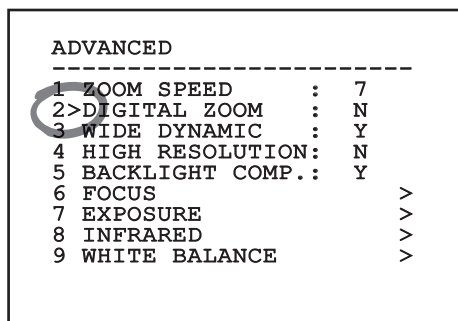 ADVANCED
------------------------
1 ZOOM SPEED     :  7
2>DIGITAL ZOOM   :  N
3 WIDE DYNAMIC   :  Y
4 HIGH RESOLUTION:  N
5 BACKLIGHT COMP.:  Y
6 FOCUS               >
7 EXPOSURE            >
8 INFRARED            >
9 WHITE BALANCE       >